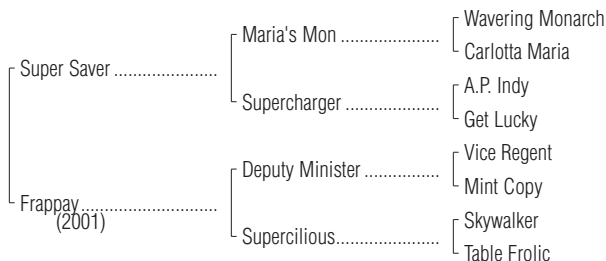 Wavering Monarch
Maria's Mon ....................
Carlotta Maria
Super Saver .....................
A.P. Indy
Supercharger ...................
Get Lucky
Vice Regent
Deputy Minister ................
Mint Copy
Frappay............................
(2001)
Skywalker
Supercilious......................
Table Frolic